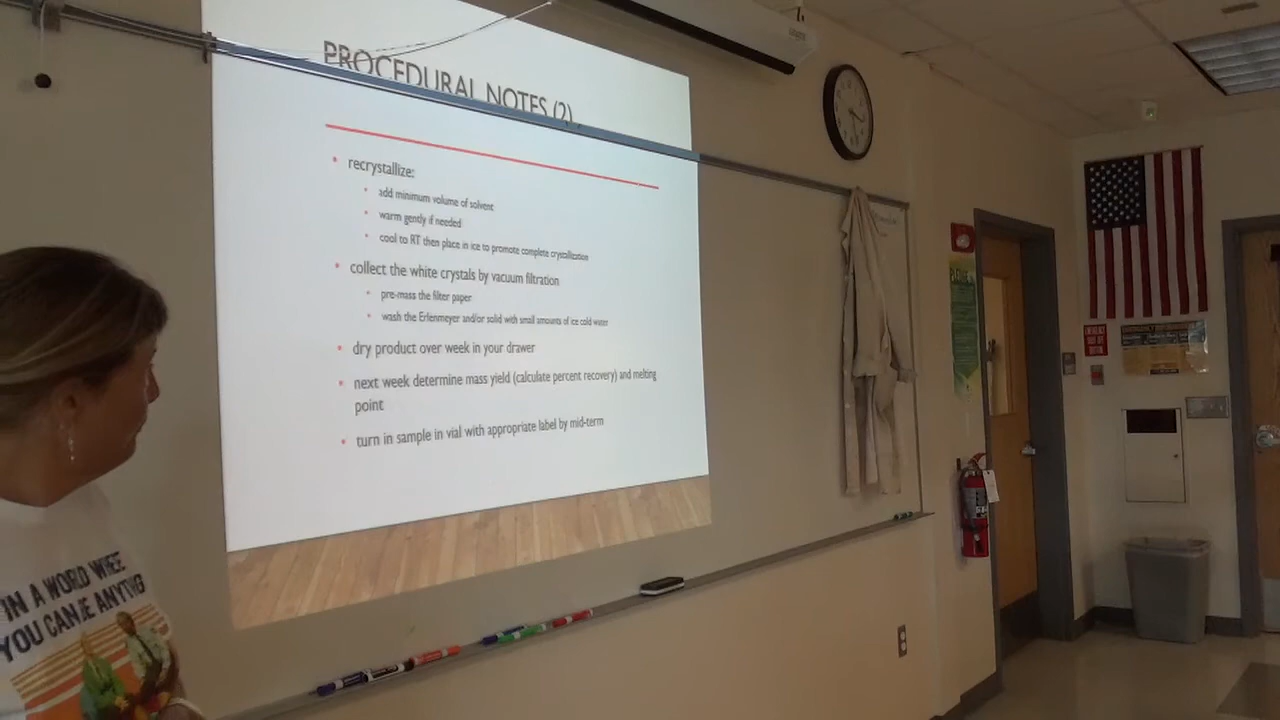 PROCEDURAL NOTES (2)
recrystallize:
add minimum volume of solvent
warm gently if needed
cool to RT then place in ice to promote complete crystallization
collect the white crystals by vacuum filtration
pre-mass the filter paper
wash the Erlenmeyer and/or solid with small amounts of ice cold water
dry product over week in your drawer
next week determine mass yield (calculate percent recovery) and melting
point
turn in sample in vial with appropriate label by mid-term
IN A WORLD WHERE
YOU CAN BE ANYTHING
EMERGENCY